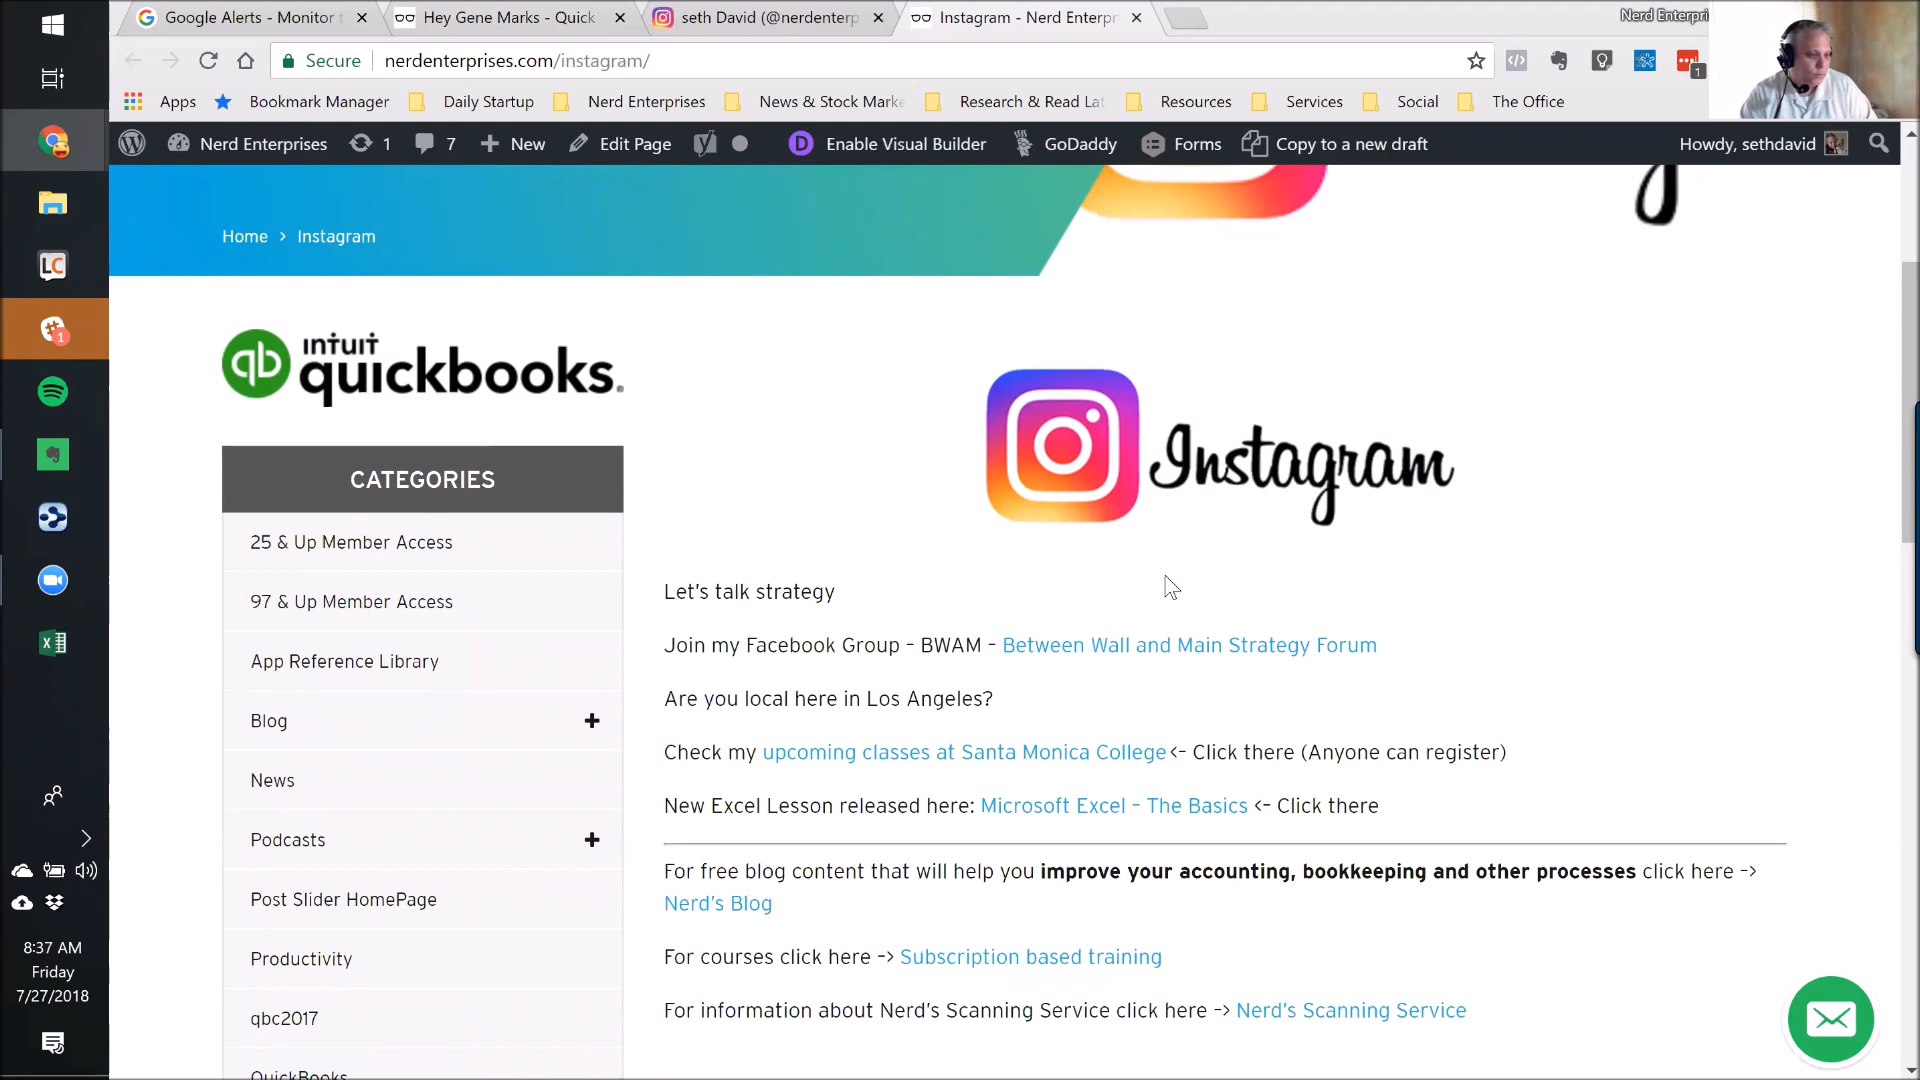 Google Alerts - Monitor t
Hey Gene Marks - Quick
seth David (@nerdenterp
Instagram - Nerd Enterpr
Nerd Enterpri
Secure
nerdenterprises.com/instagram/
1
Apps
Bookmark Manager
Daily Startup
Nerd Enterprises
News & Stock Marke
Research & Read Lat
Resources
Services
Social
The Office
Nerd Enterprises
1
7
New
Edit Page
Enable Visual Builder
GoDaddy
Forms
Copy to a new draft
Howdy, sethdavid
Home > Instagram
intuit
quickbooks.
Instagram
CATEGORIES
25 & Up Member Access
97 & Up Member Access
App Reference Library
Blog
News
Podcasts
Post Slider HomePage
Productivity
qbc2017
QuickBooks
Let's talk strategy
Join my Facebook Group – BWAM – Between Wall and Main Strategy Forum
Are you local here in Los Angeles?
Check my upcoming classes at Santa Monica College <– Click there (Anyone can register)
New Excel Lesson released here: Microsoft Excel – The Basics <– Click there
For free blog content that will help you improve your accounting, bookkeeping and other processes click here –>
Nerd's Blog
For courses click here –> Subscription based training
For information about Nerd's Scanning Service click here –> Nerd's Scanning Service
LC
1
8:37 AM
Friday
7/27/2018